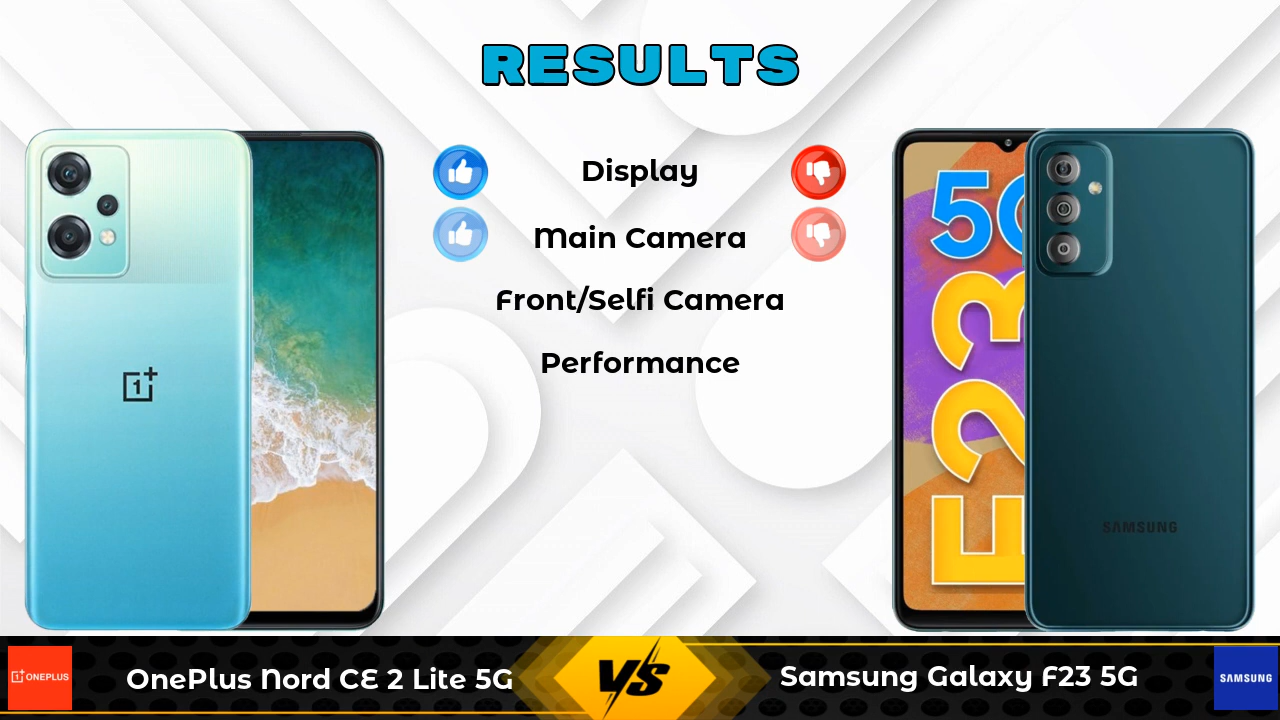 RESULTS
Display
Main Camera
Front/Selfi Camera
Performance
1+
5G
F23
SAMSUNG
1+ ONEPLUS
OnePlus Nord CE 2 Lite 5G
VS
Samsung Galaxy F23 5G
SAMSUNG